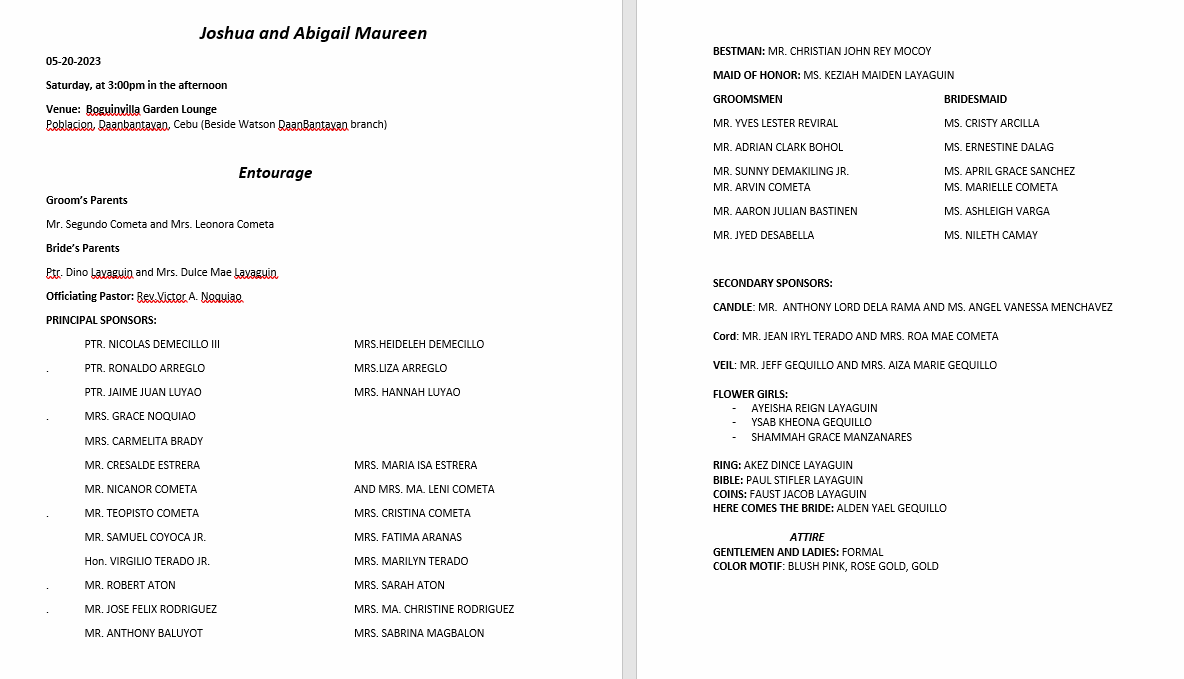 Joshua and Abigail Maureen
05-20-2023
Saturday, at 3:00pm in the afternoon
Venue:  Boguinvilla Garden Lounge
Poblacion, Daanbantayan, Cebu (Beside Watson DaanBantayan branch)
Entourage
Groom's Parents
Mr. Segundo Cometa and Mrs. Leonora Cometa
Bride's Parents
Ptr. Dino Layaguin and Mrs. Dulce Mae Layaguin
Officiating Pastor: Rev.Victor A. Noquiao
PRINCIPAL SPONSORS:
PTR. NICOLAS DEMECILLO III MRS.HEIDELEH DEMECILLO
. PTR. RONALDO ARREGLO MRS.LIZA ARREGLO
PTR. JAIME JUAN LUYAO MRS. HANNAH LUYAO
. MRS. GRACE NOQUIAO
MRS. CARMELITA BRADY
MR. CRESALDE ESTRERA MRS. MARIA ISA ESTRERA
MR. NICANOR COMETA AND MRS. MA. LENI COMETA
. MR. TEOPISTO COMETA MRS. CRISTINA COMETA
MR. SAMUEL COYOCA JR. MRS. FATIMA ARANAS
Hon. VIRGILIO TERADO JR. MRS. MARILYN TERADO
. MR. ROBERT ATON MRS. SARAH ATON
. MR. JOSE FELIX RODRIGUEZ MRS. MA. CHRISTINE RODRIGUEZ
MR. ANTHONY BALUYOT MRS. SABRINA MAGBALON
BESTMAN: MR. CHRISTIAN JOHN REY MOCOY
MAID OF HONOR: MS. KEZIAH MAIDEN LAYAGUIN
GROOMSMEN BRIDESMAID
MR. YVES LESTER REVIRAL MS. CRISTY ARCILLA
MR. ADRIAN CLARK BOHOL MS. ERNESTINE DALAG
MR. SUNNY DEMAKILING JR. MS. APRIL GRACE SANCHEZ
MR. ARVIN COMETA MS. MARIELLE COMETA
MR. AARON JULIAN BASTINEN MS. ASHLEIGH VARGA
MR. JYED DESABELLA MS. NILETH CAMAY
SECONDARY SPONSORS:
CANDLE: MR.  ANTHONY LORD DELA RAMA AND MS. ANGEL VANESSA MENCHAVEZ
Cord: MR. JEAN IRYL TERADO AND MRS. ROA MAE COMETA
VEIL: MR. JEFF GEQUILLO AND MRS. AIZA MARIE GEQUILLO
FLOWER GIRLS:
- AYEISHA REIGN LAYAGUIN
- YSAB KHEONA GEQUILLO
- SHAMMAH GRACE MANZANARES
RING: AKEZ DINCE LAYAGUIN
BIBLE: PAUL STIFLER LAYAGUIN
COINS: FAUST JACOB LAYAGUIN
HERE COMES THE BRIDE: ALDEN YAEL GEQUILLO
ATTIRE
GENTLEMEN AND LADIES: FORMAL
COLOR MOTIF: BLUSH PINK, ROSE GOLD, GOLD